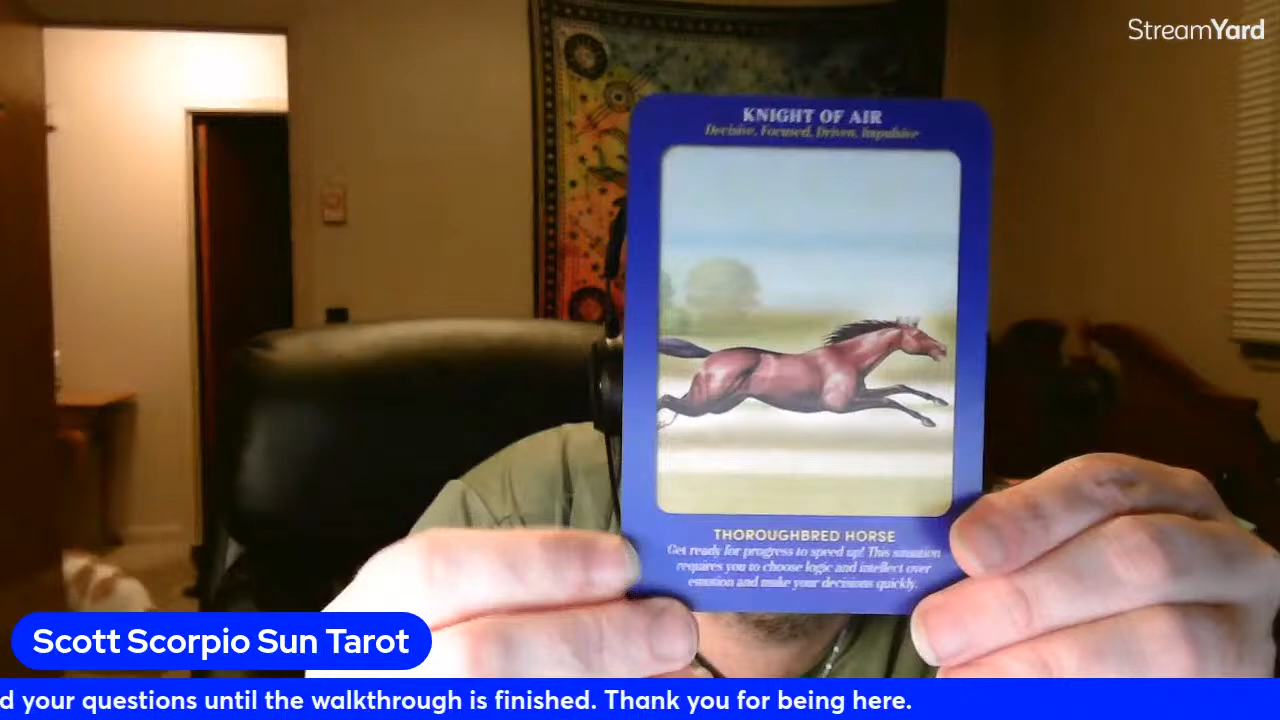 StreamYard
KNIGHT OF AIR
Decisive, Focused, Driven, Impulsive
THOROUGHBRED HORSE
Get ready for progress to speed up! This situation
requires you to choose logic and intellect over
emotion and make your decisions quickly.
Scott Scorpio Sun Tarot
d your questions until the walkthrough is finished. Thank you for being here.